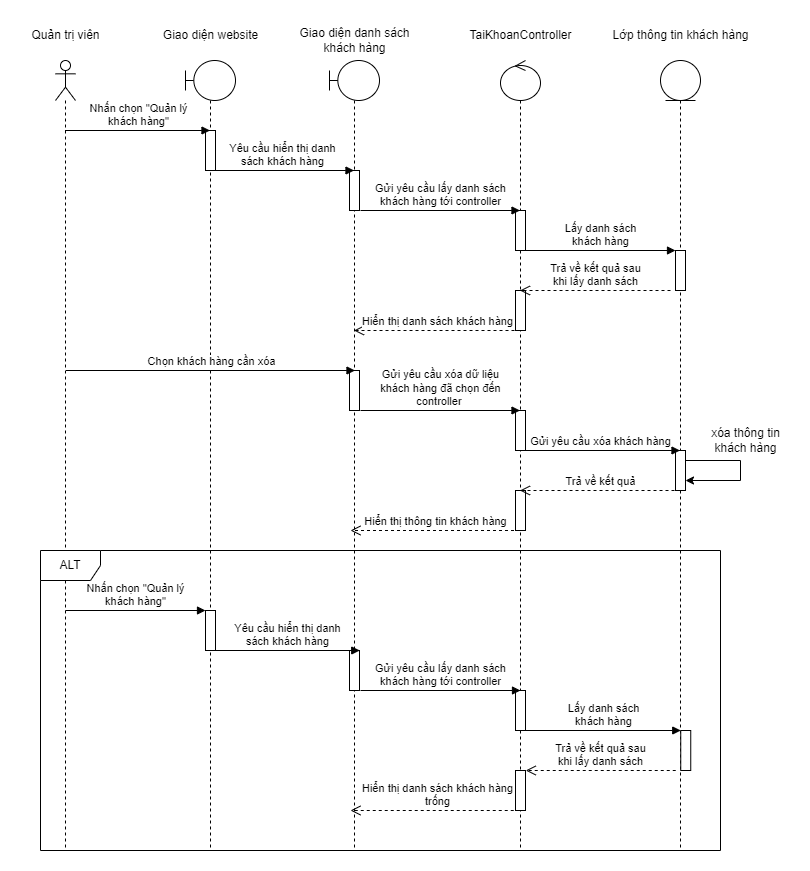 Quản trị viên
Giao diện website
Giao diện danh sách
khách hàng
TaiKhoanController
Lớp thông tin khách hàng
Nhấn chọn "Quản lý
khách hàng"
Yêu cầu hiển thị danh
sách khách hàng
Gửi yêu cầu lấy danh sách
khách hàng tới controller
Lấy danh sách
khách hàng
Trả về kết quả sau
khi lấy danh sách
Hiển thị danh sách khách hàng
Chọn khách hàng cần xóa
Gửi yêu cầu xóa dữ liệu
khách hàng đã chọn đến
controller
Gửi yêu cầu xóa khách hàng
xóa thông tin
khách hàng
Trả về kết quả
Hiển thị thông tin khách hàng
ALT
Nhấn chọn "Quản lý
khách hàng"
Yêu cầu hiển thị danh
sách khách hàng
Gửi yêu cầu lấy danh sách
khách hàng tới controller
Lấy danh sách
khách hàng
Trả về kết quả sau
khi lấy danh sách
Hiển thị danh sách khách hàng
trống